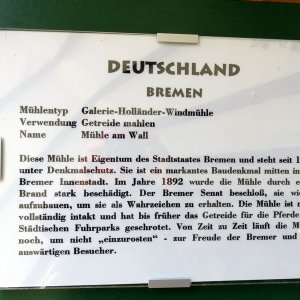 DEUTSCHLAND
BREMEN
Mühlentyp Galerie-Holländer-Windmühle
Verwendung Getreide mahlen
Name Mühle am Wall
Diese Mühle ist Eigentum des Stadtstaates Bremen und steht seit 1
unter Denkmalschutz. Sie ist ein markantes Baudenkmal mitten in
Bremer Innenstadt. Im Jahre 1892 wurde die Mühle durch e
Brand stark beschädigt. Der Bremer Senat beschloß, sie wie
aufzubauen, um sie als Wahrzeichen zu erhalten. Die Mühle ist n
vollständig intakt und hat bis früher das Getreide für die Pferde
Städtischen Fuhrparks geschrotet. Von Zeit zu Zeit läuft die M
noch, um nicht „einzurosten" - zur Freude der Bremer und
auswärtigen Besucher.